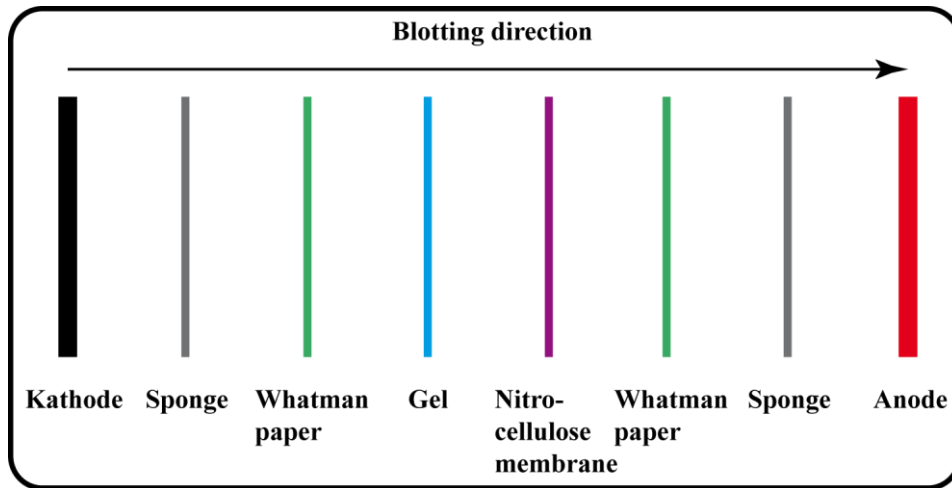 Blotting direction
Kathode
Sponge
Whatman
paper
Gel
Nitro-
cellulose
membrane
Whatman
paper
Sponge
Anode